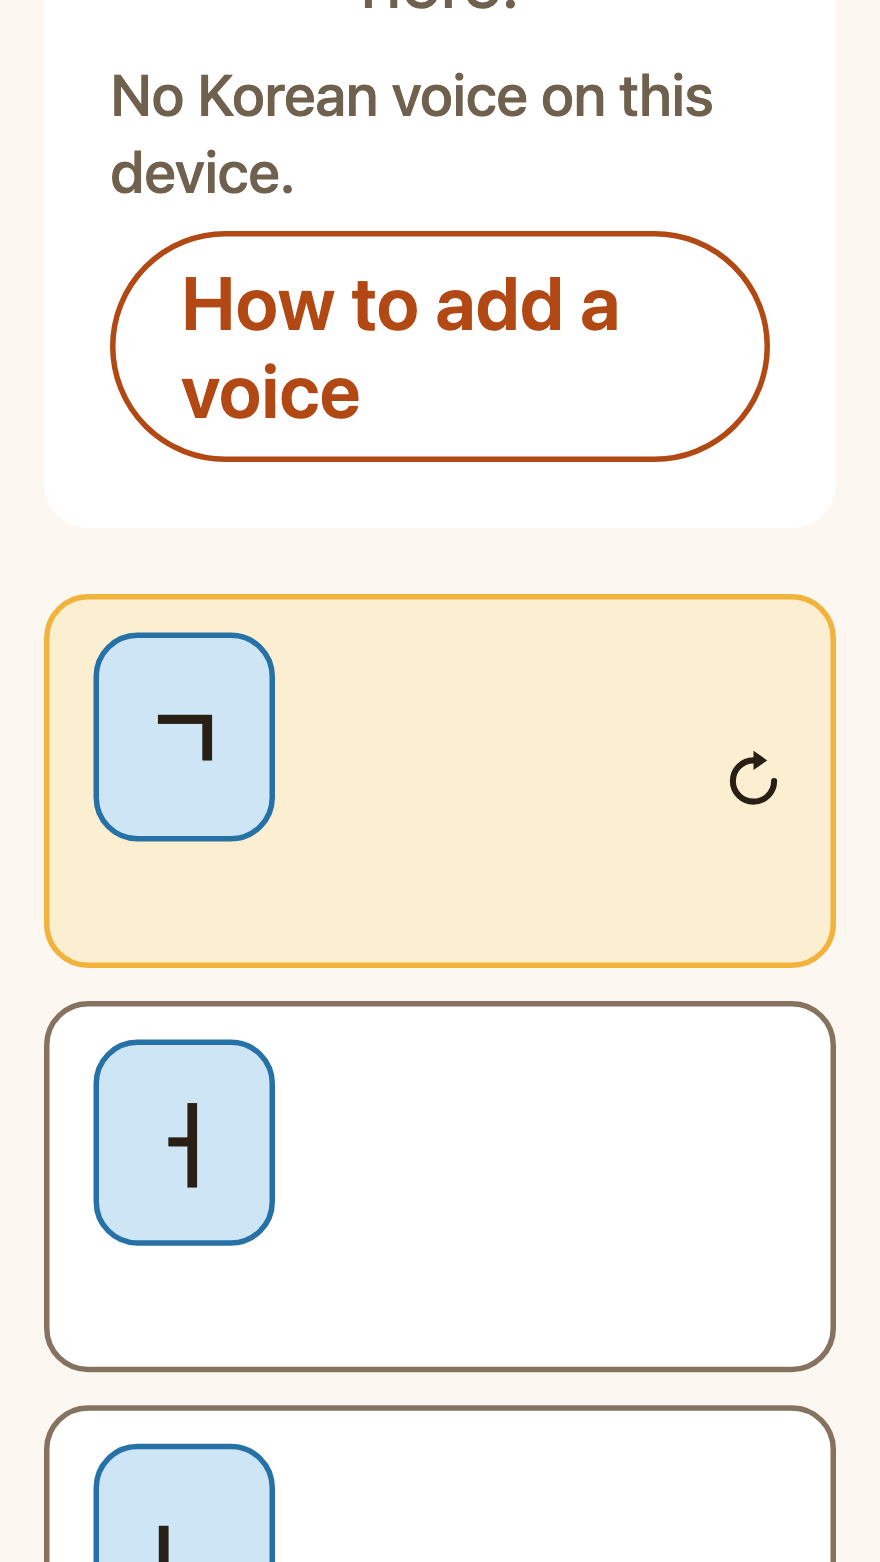 No Korean voice on this
device.
How to add a
voice
ㄱ
ㅓ